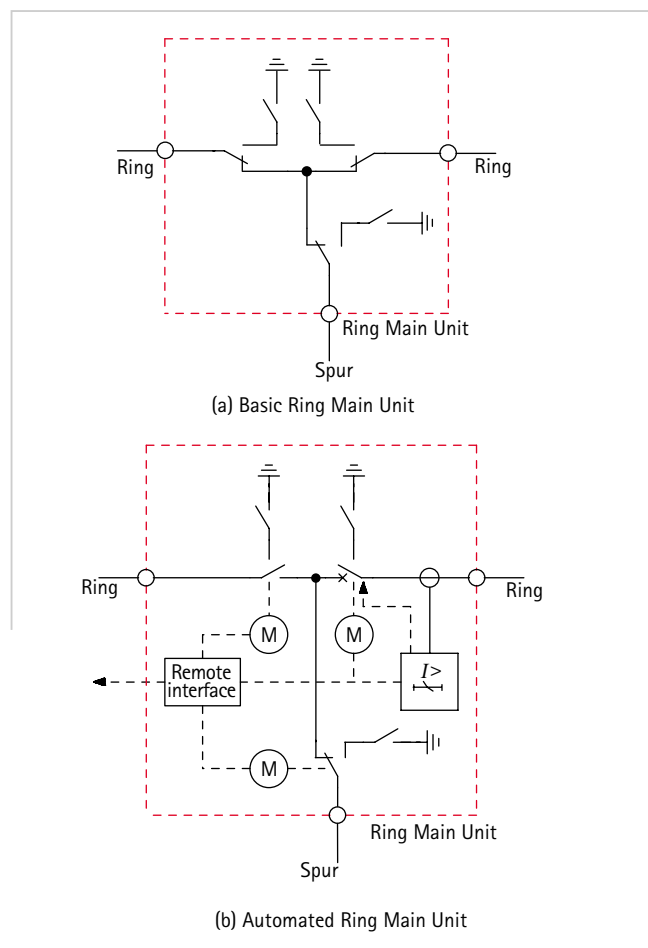 Ring
Ring
Ring Main Unit
Spur
(a) Basic Ring Main Unit
Ring
Ring
M
M
I>
Remote
interface
M
Ring Main Unit
Spur
(b) Automated Ring Main Unit